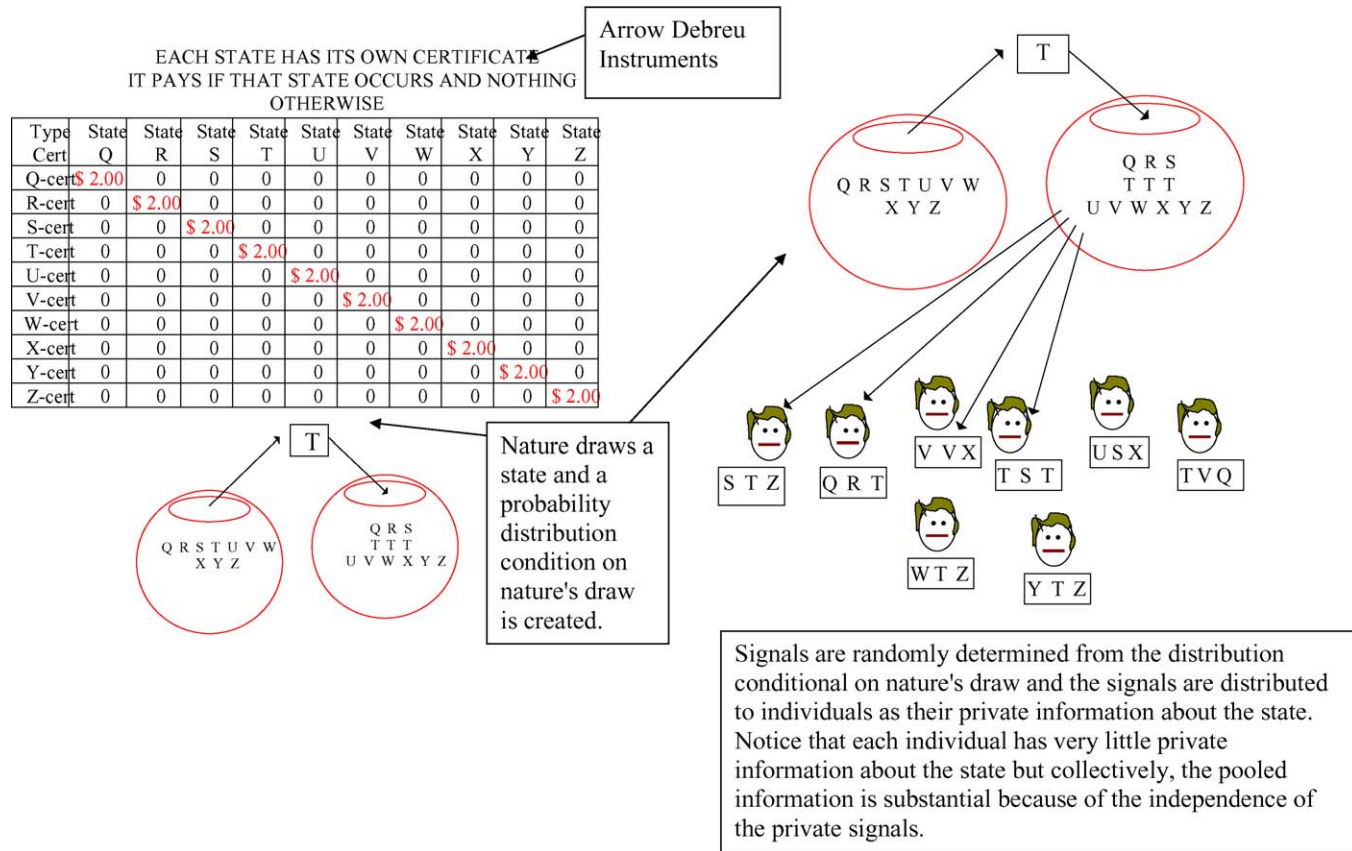 EACH STATE HAS ITS OWN CERTIFICATE
IT PAYS IF THAT STATE OCCURS AND NOTHING
OTHERWISE
Arrow Debreu
Instruments
Type State State State State State State State State State State
Cert Q R S T U V W X Y Z
Q-cert $ 2.00 0 0 0 0 0 0 0 0 0
R-cert 0 $ 2.00 0 0 0 0 0 0 0 0
S-cert 0 0 $ 2.00 0 0 0 0 0 0 0
T-cert 0 0 0 $ 2.00 0 0 0 0 0 0
U-cert 0 0 0 0 $ 2.00 0 0 0 0 0
V-cert 0 0 0 0 0 $ 2.00 0 0 0 0
W-cert 0 0 0 0 0 0 $ 2.00 0 0 0
X-cert 0 0 0 0 0 0 0 $ 2.00 0 0
Y-cert 0 0 0 0 0 0 0 0 $ 2.00 0
Z-cert 0 0 0 0 0 0 0 0 0 $ 2.00
T
Q R S T U V W
X Y Z
Q R S
T T T
U V W X Y Z
Nature draws a
state and a
probability
distribution
condition on
nature's draw
is created.
T
Q R S T U V W
X Y Z
Q R S
T T T
U V W X Y Z
S T Z
Q R T
V V X
T S T
U S X
T V Q
W T Z
Y T Z
Signals are randomly determined from the distribution
conditional on nature's draw and the signals are distributed
to individuals as their private information about the state.
Notice that each individual has very little private
information about the state but collectively, the pooled
information is substantial because of the independence of
the private signals.